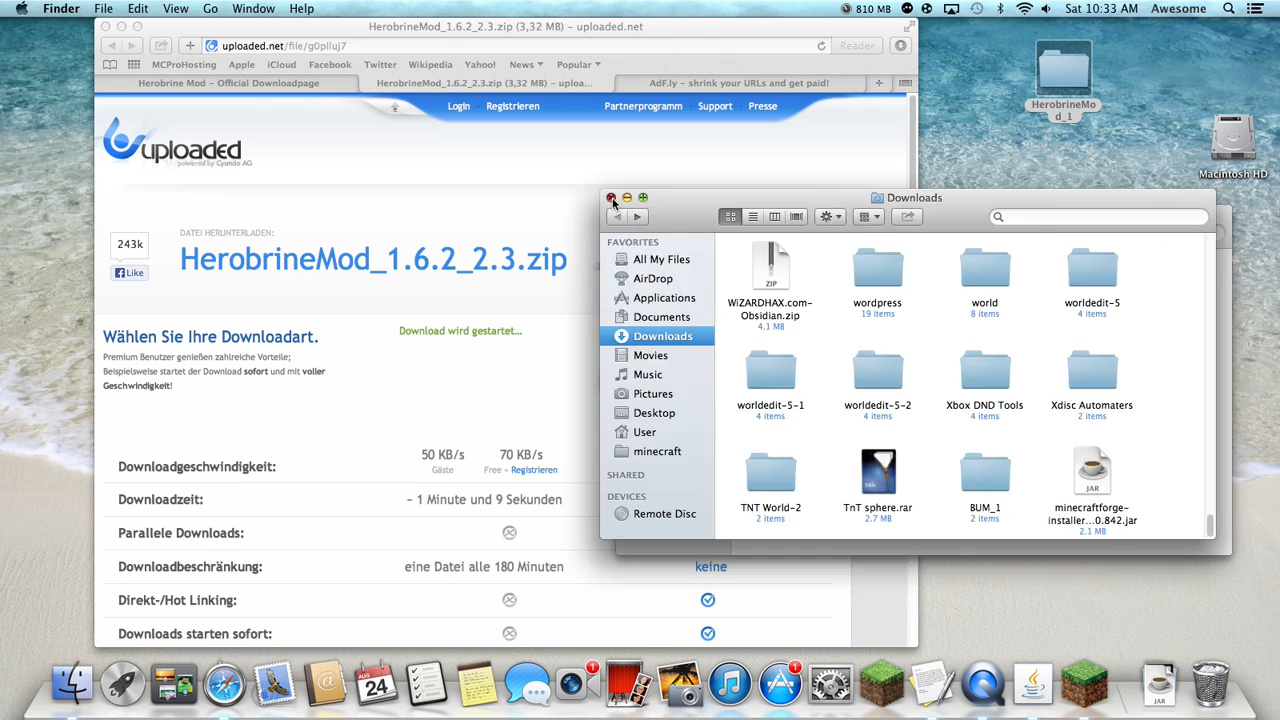 Finder File Edit View Go Window Help 810 MB Sat 10:33 AM Awesome
HerobrineMod_1.6.2_2.3.zip (3,32 MB) - uploaded.net
uploaded.net/file/g0plluj7 Reader
MCProHosting Apple iCloud Facebook Twitter Wikipedia Yahoo! News Popular
Herobrine Mod - Official Downloadpage HerobrineMod_1.6.2_2.3.zip (3,32 MB) - uploa... AdF.ly - shrink your URLs and get paid!
Login Registrieren Partnerprogramm Support Presse
uploaded
powered by Cyando AG
243k
Like
DATEI HERUNTERLADEN:
HerobrineMod_1.6.2_2.3.zip
Wählen Sie Ihre Downloadart.
Premium Benutzer genießen zahlreiche Vorteile;
Beispielsweise startet der Download sofort und mit voller
Geschwindigkeit!
Download wird gestartet...
50 KB/s 70 KB/s
Gäste Free - Registrieren
Downloadgeschwindigkeit:
Downloadzeit: ~ 1 Minute und 9 Sekunden
Parallele Downloads:
Downloadbeschränkung: eine Datei alle 180 Minuten keine
Direkt-/Hot Linking:
Downloads starten sofort:
HerobrineMo
d_1
Macintosh HD
Downloads
FAVORITES
All My Files
AirDrop
Applications
Documents
Downloads
Movies
Music
Pictures
Desktop
User
minecraft
SHARED
DEVICES
Remote Disc
ZIP
WiZARDHAX.com-
Obsidian.zip
4.1 MB
wordpress
19 items
world
8 items
worldedit-5
4 items
worldedit-5-1
4 items
worldedit-5-2
4 items
Xbox DND Tools
4 items
Xdisc Automaters
2 items
TNT World-2
2 items
TnT sphere.rar
2.7 MB
BUM_1
2 items
JAR
minecraftforge-
installer...0.842.jar
2.1 MB
AUG
24
1
1
JAR